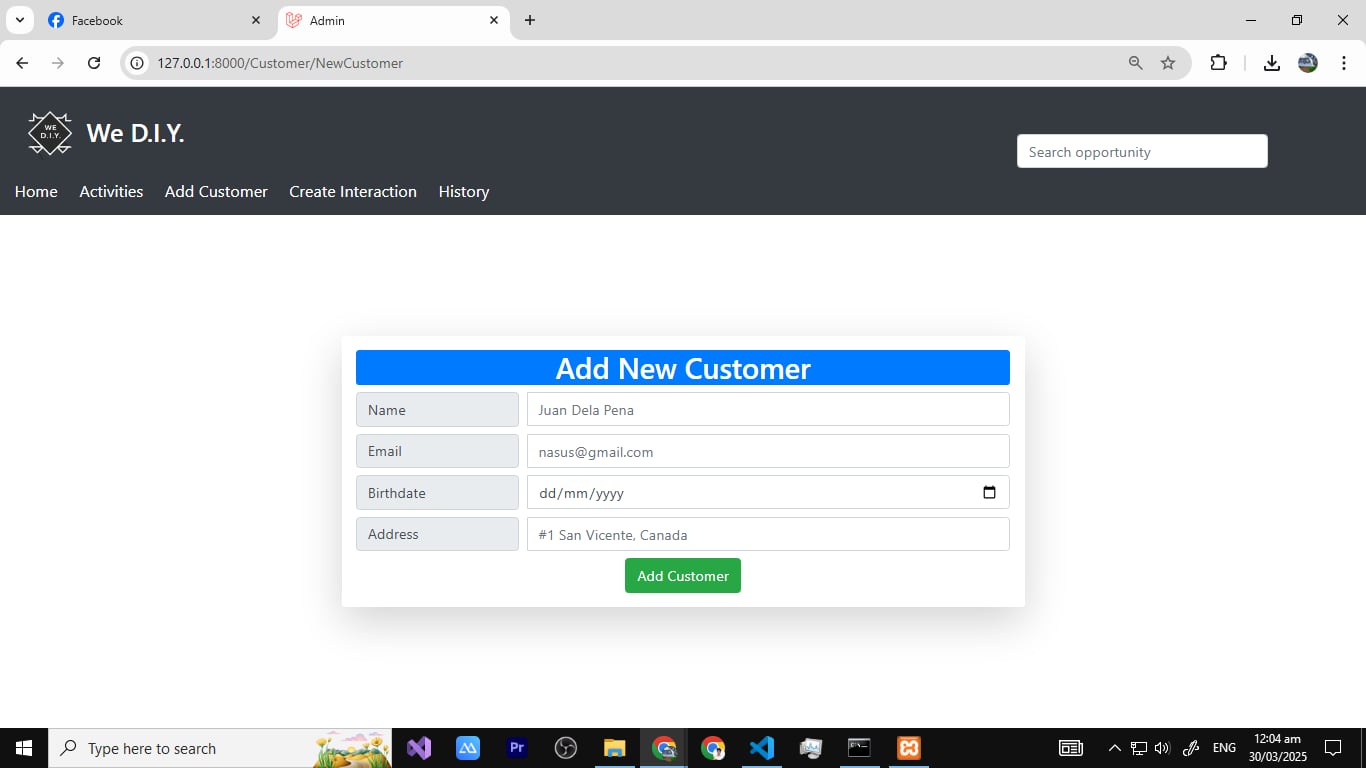 Facebook
Admin
127.0.0.1:8000/Customer/NewCustomer
WE
D.I.Y.
We D.I.Y.
Search opportunity
Home Activities Add Customer Create Interaction History
Add New Customer
Name Juan Dela Pena
Email nasus@gmail.com
Birthdate dd/mm/yyyy
Address #1 San Vicente, Canada
Add Customer
Type here to search
Pr
ENG
12:04 am
30/03/2025